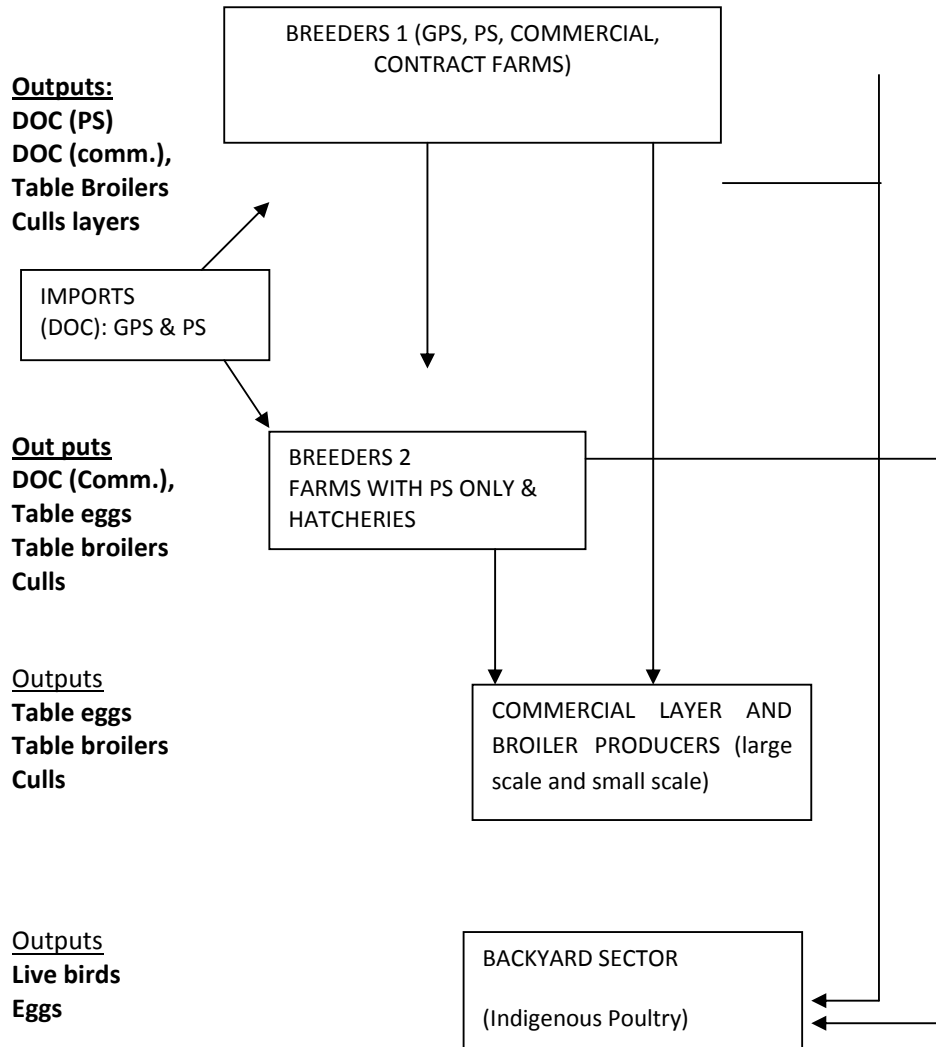 BREEDERS 1 (GPS, PS, COMMERCIAL,
CONTRACT FARMS)
Outputs:
DOC (PS)
DOC (comm.),
Table Broilers
Culls layers
IMPORTS
(DOC): GPS & PS
Out puts
DOC (Comm.),
Table eggs
Table broilers
Culls
BREEDERS 2
FARMS WITH PS ONLY &
HATCHERIES
Outputs
Table eggs
Table broilers
Culls
COMMERCIAL LAYER AND
BROILER PRODUCERS (large
scale and small scale)
Outputs
Live birds
Eggs
BACKYARD SECTOR
(Indigenous Poultry)